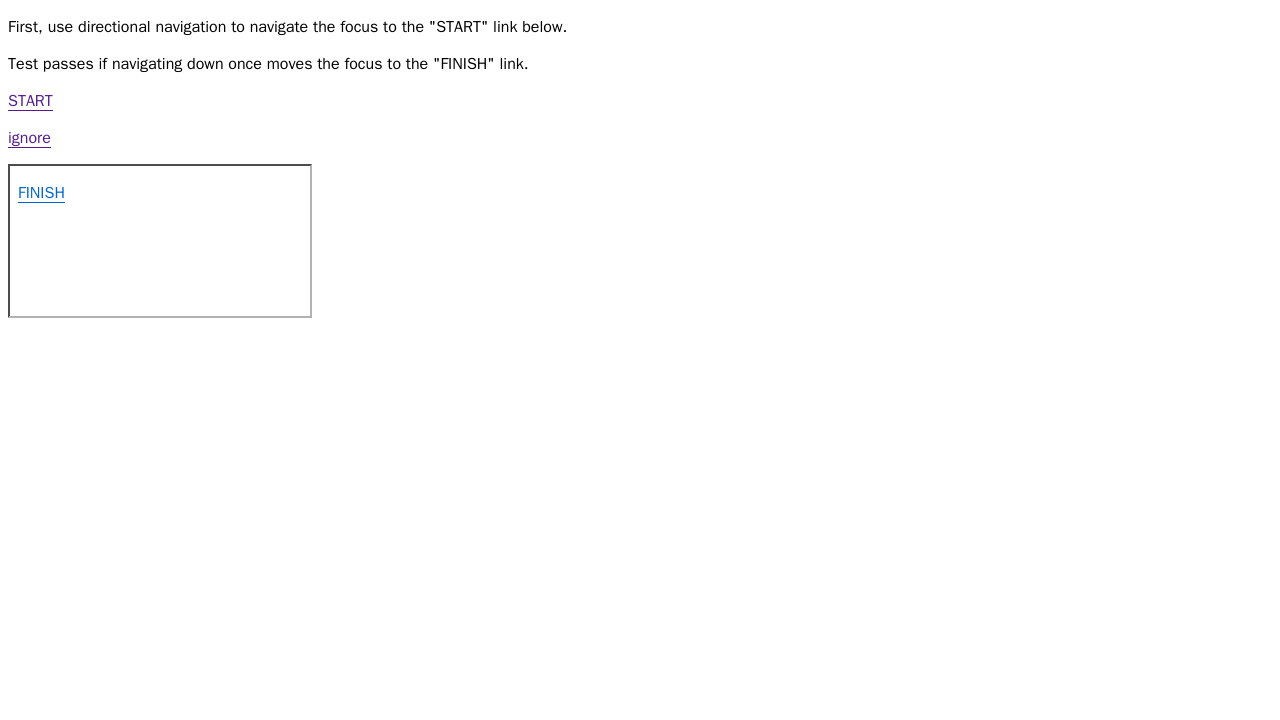 First, use directional navigation to navigate the focus to the "START" link below.
Test passes if navigating down once moves the focus to the "FINISH" link.
START
ignore
FINISH